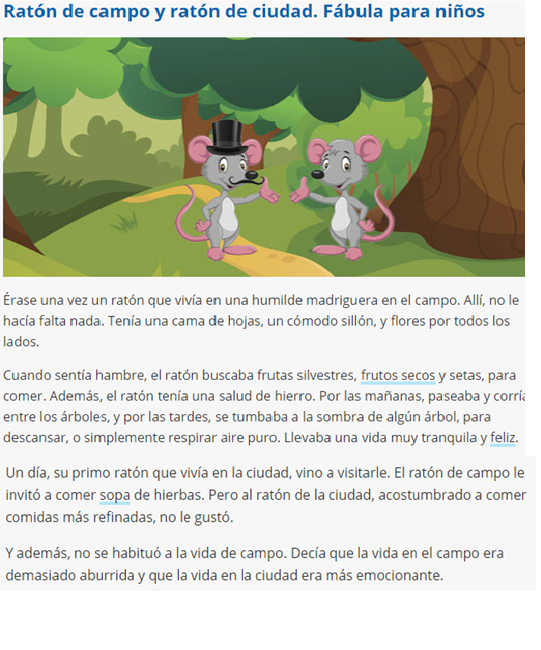 Ratón de campo y ratón de ciudad. Fábula para niños
Érase una vez un ratón que vivía en una humilde madriguera en el campo. Allí, no le
hacía falta nada. Tenía una cama de hojas, un cómodo sillón, y flores por todos los
lados.
Cuando sentía hambre, el ratón buscaba frutas silvestres, frutos secos y setas, para
comer. Además, el ratón tenía una salud de hierro. Por las mañanas, paseaba y corría
entre los árboles, y por las tardes, se tumbaba a la sombra de algún árbol, para
descansar, o simplemente respirar aire puro. Llevaba una vida muy tranquila y feliz.
Un día, su primo ratón que vivía en la ciudad, vino a visitarle. El ratón de campo le
invitó a comer sopa de hierbas. Pero al ratón de la ciudad, acostumbrado a comer
comidas más refinadas, no le gustó.
Y además, no se habituó a la vida de campo. Decía que la vida en el campo era
demasiado aburrida y que la vida en la ciudad era más emocionante.